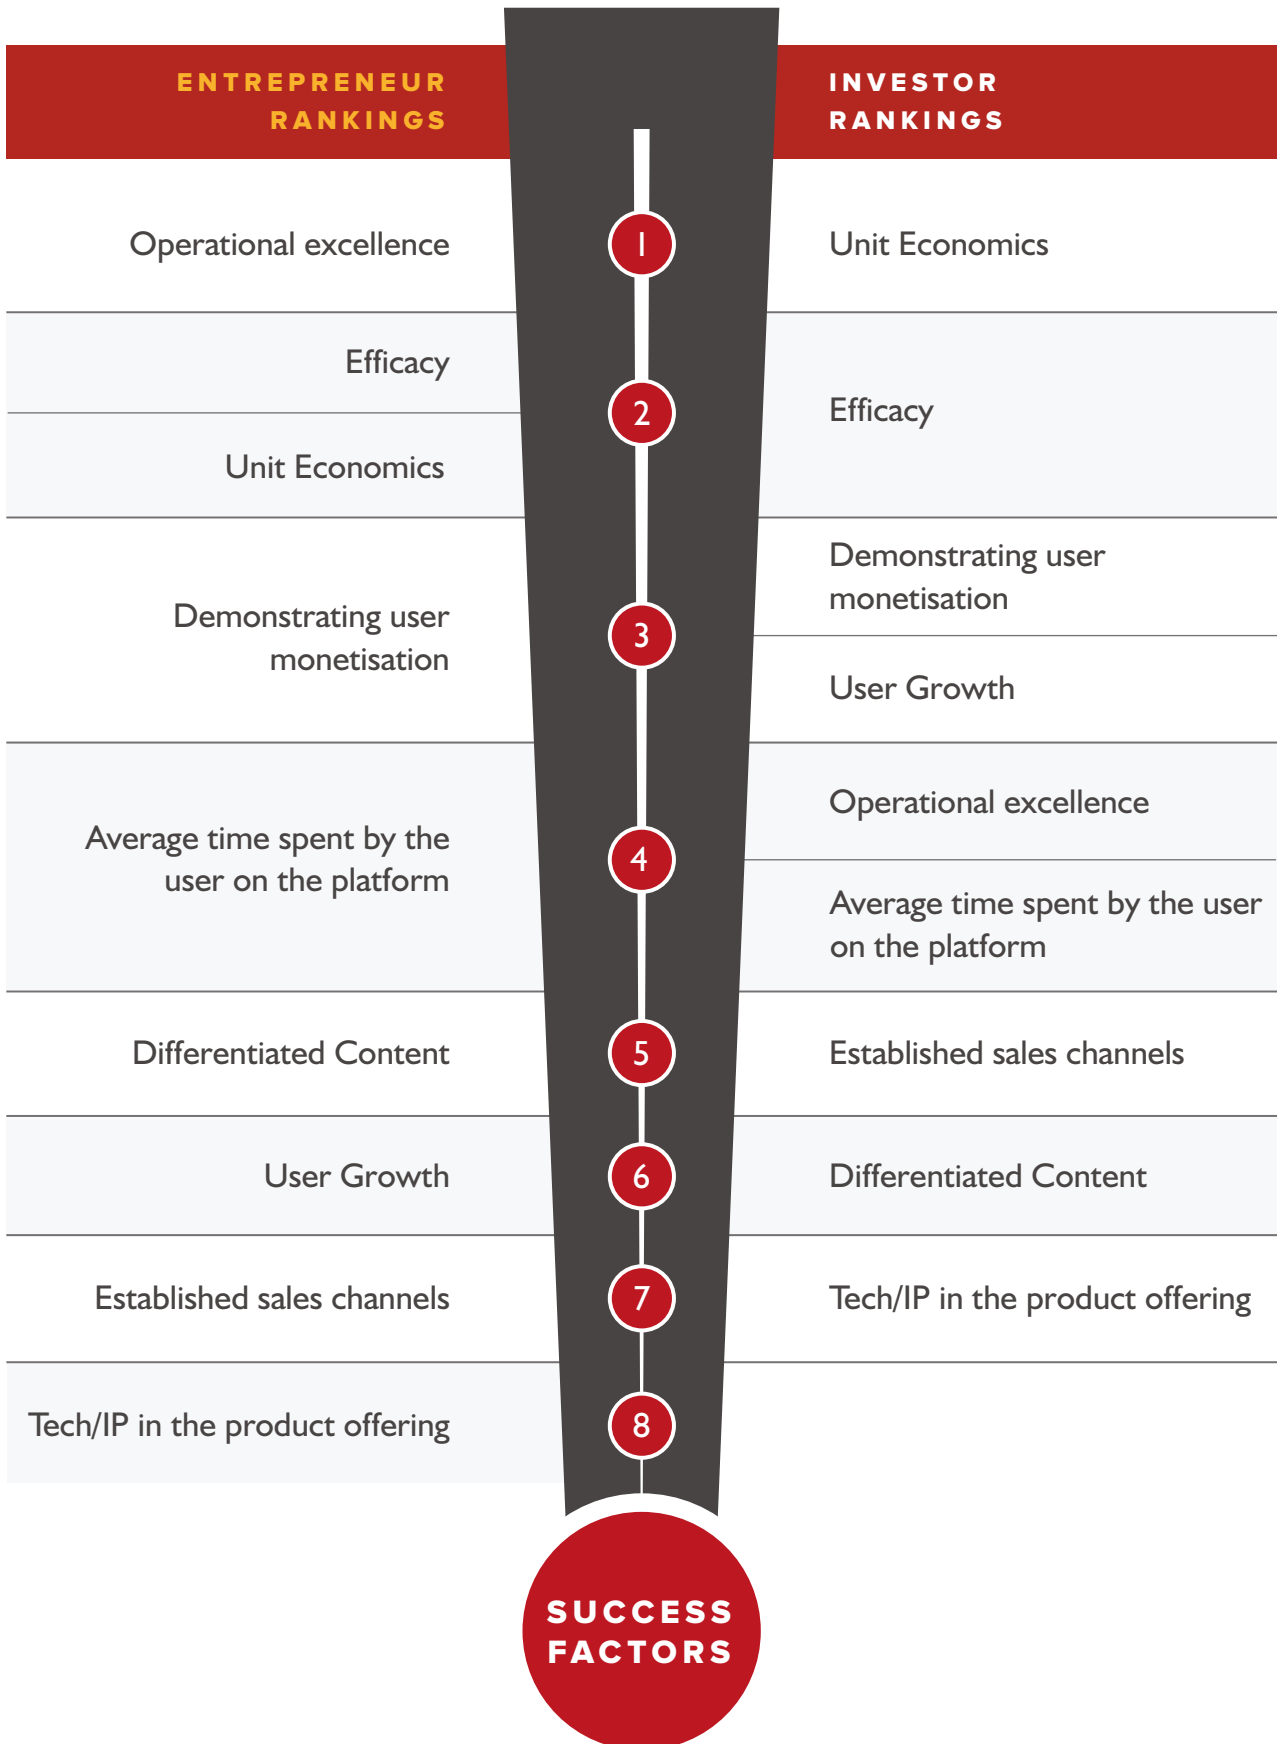 ENTREPRENEUR
RANKINGS
INVESTOR
RANKINGS
Operational excellence
1
Unit Economics
Efficacy
Unit Economics
2
Efficacy
Demonstrating user
monetisation
3
Demonstrating user
monetisation
User Growth
Average time spent by the
user on the platform
4
Operational excellence
Average time spent by the user
on the platform
Differentiated Content
5
Established sales channels
User Growth
6
Differentiated Content
Established sales channels
7
Tech/IP in the product offering
Tech/IP in the product offering
8
SUCCESS
FACTORS